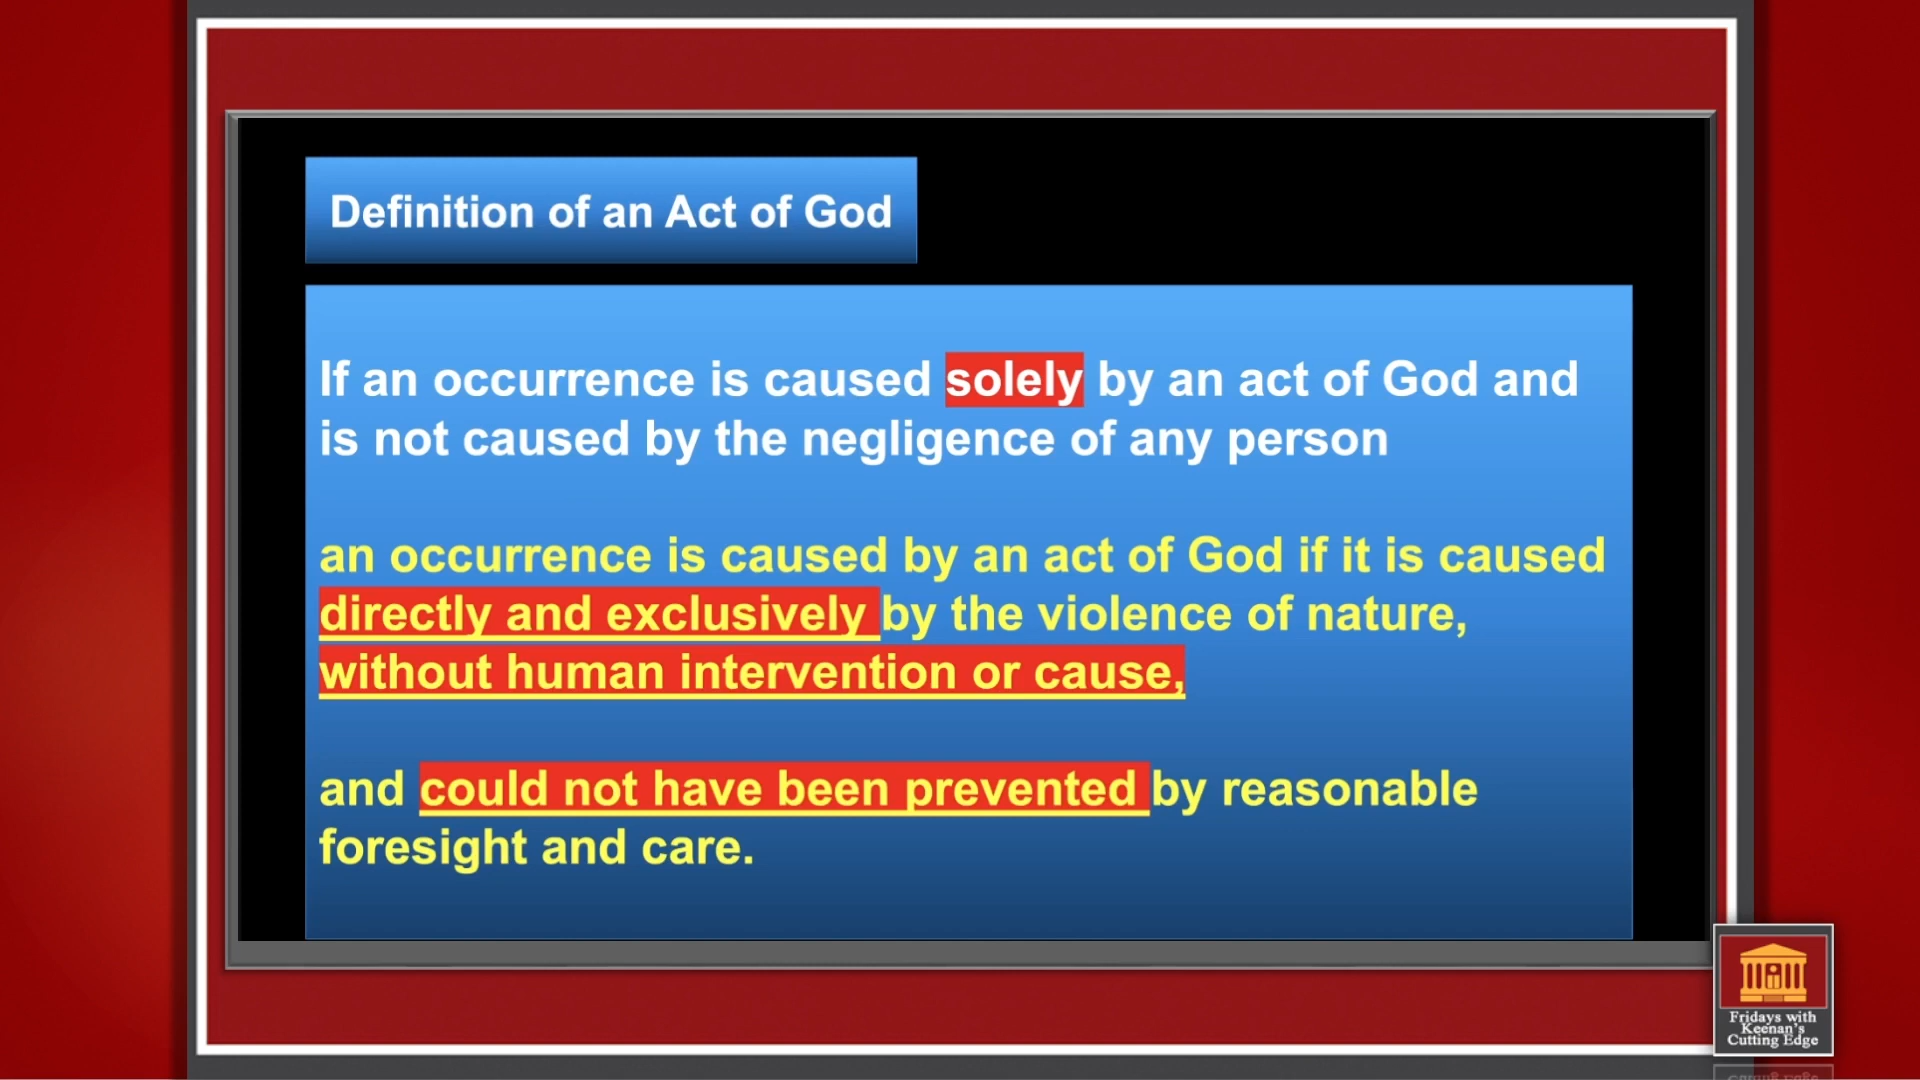 Definition of an Act of God
If an occurrence is caused solely by an act of God and
is not caused by the negligence of any person
an occurrence is caused by an act of God if it is caused
directly and exclusively by the violence of nature,
without human intervention or cause,
and could not have been prevented by reasonable
foresight and care.
Fridays with
Keenan's
Cutting Edge